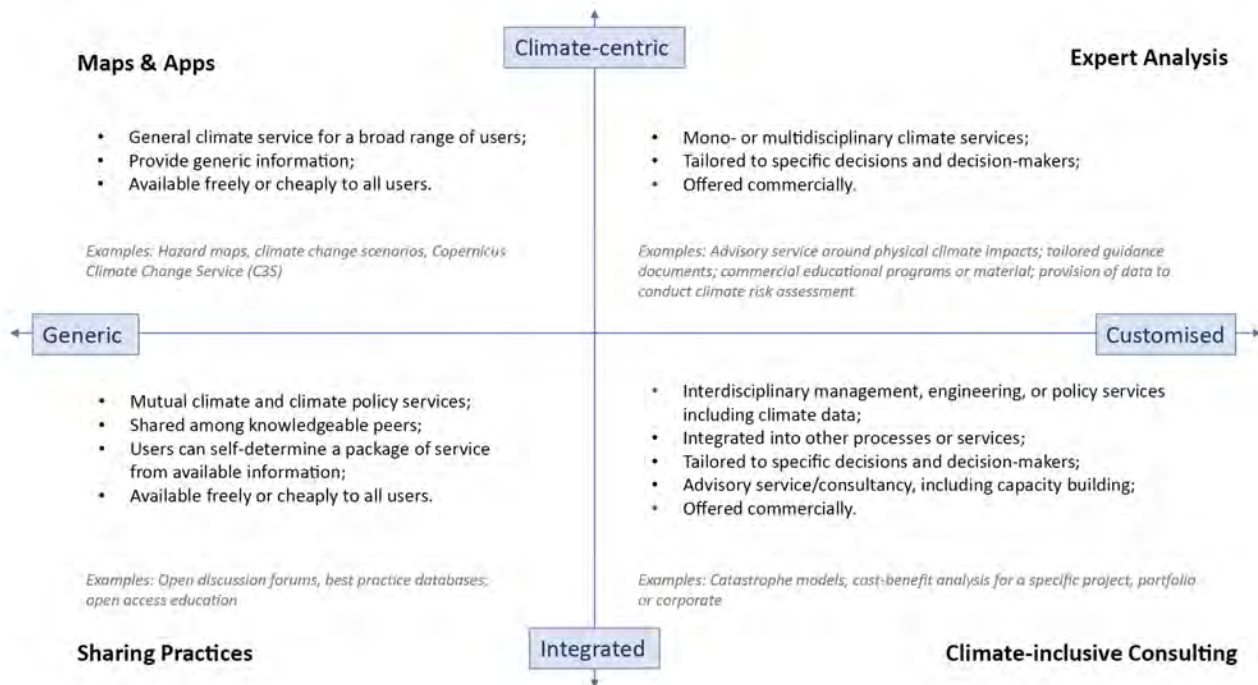 Climate-centric
Maps & Apps
Expert Analysis
• General climate service for a broad range of users;
• Provide generic information;
• Available freely or cheaply to all users.
• Mono- or multidisciplinary climate services;
• Tailored to specific decisions and decision-makers;
• Offered commercially.
Examples: Hazard maps, climate change scenarios, Copernicus
Climate Change Service (C3S)
Examples: Advisory service around physical climate impacts; tailored guidance
documents; commercial educational programs or material; provision of data to
conduct climate risk assessment
Generic
Customised
• Mutual climate and climate policy services;
• Shared among knowledgeable peers;
• Users can self-determine a package of service
from available information;
• Available freely or cheaply to all users.
• Interdisciplinary management, engineering, or policy services
including climate data;
• Integrated into other processes or services;
• Tailored to specific decisions and decision-makers;
• Advisory service/consultancy, including capacity building;
• Offered commercially.
Examples: Open discussion forums, best practice databases;
open access education
Examples: Catastrophe models, cost-benefit analysis for a specific project, portfolio
or corporate
Sharing Practices
Integrated
Climate-inclusive Consulting